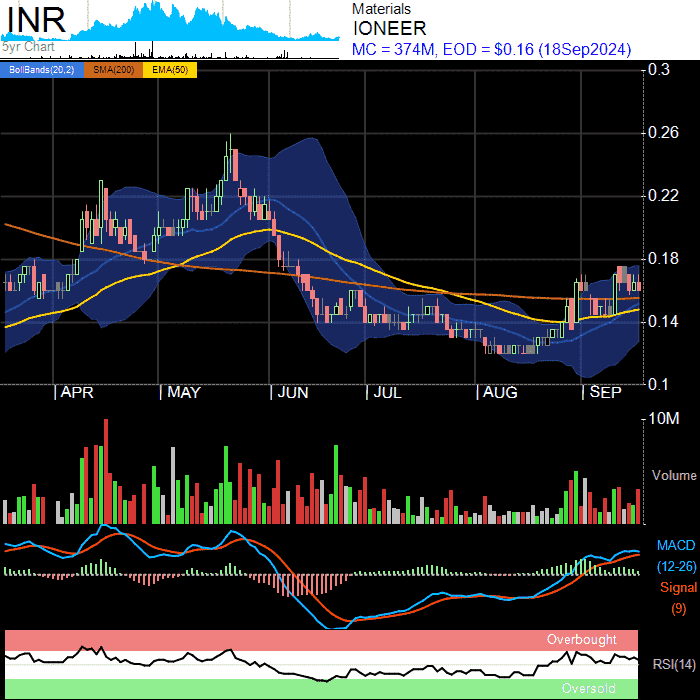 INR
5yr Chart
Materials
IONEER
MC = 374M, EOD = $0.16 (18Sep2024)
BollBands(20,2) SMA(200) EMA(50)
0.3
0.26
0.22
0.18
0.14
0.1
APR MAY JUN JUL AUG SEP
10M
Volume
MACD
(12-26)
Signal
(9)
Overbought
RSI(14)
Oversold